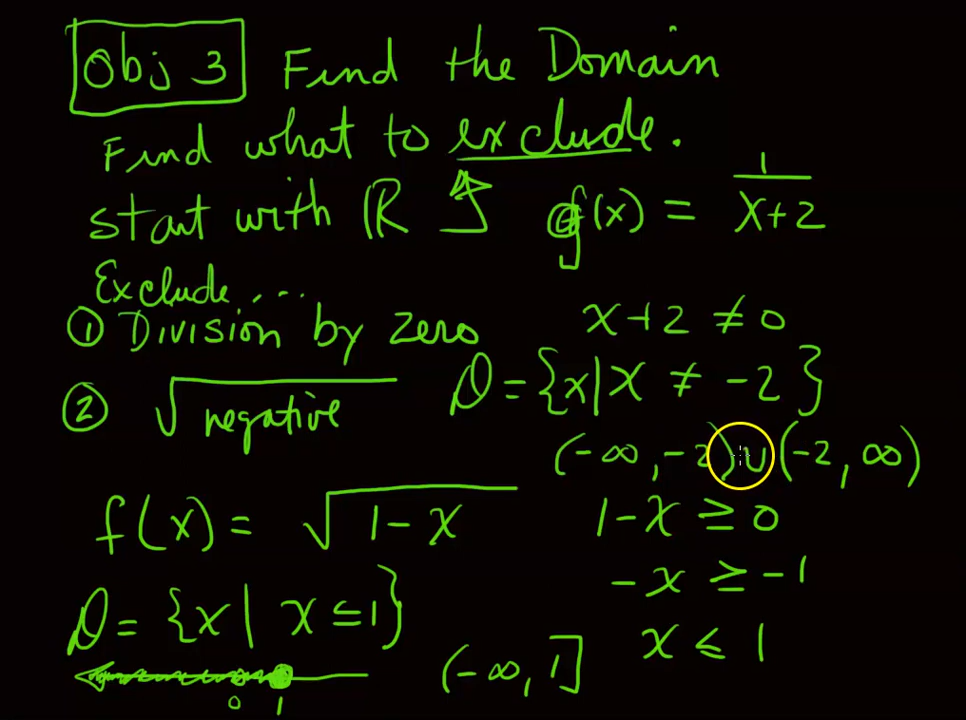 Obj 3 Find the Domain
Find what to exclude.
start with ℝ
g(x) = 1/(x+2)
Exclude...
① Division by zero
x+2 ≠ 0
D = {x | x ≠ -2}
② √negative
(-∞, -2) ∪ (-2, ∞)
f(x) = √(1-x)
1-x ≥ 0
-x ≥ -1
D = {x | x ≤ 1}
x ≤ 1
0 1
(-∞, 1]